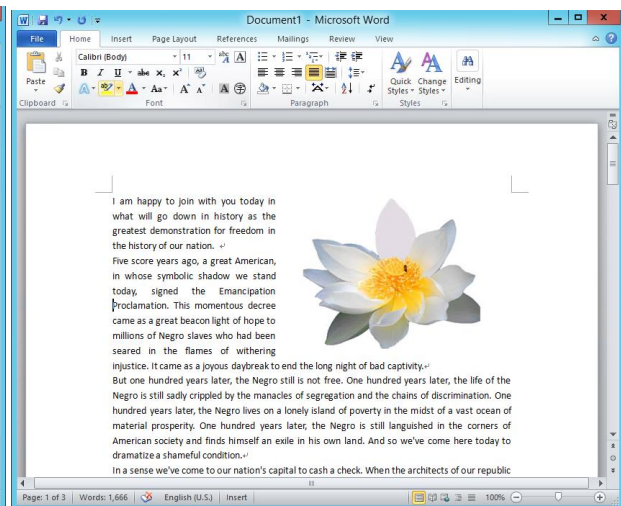 Document1 - Microsoft Word
File Home Insert Page Layout References Mailings Review View
Calibri (Body) 11
Paste
B I U abc x₂ x²
Aa A A A
Quick Styles Change Styles Editing
Clipboard Font Paragraph Styles
I am happy to join with you today in
what will go down in history as the
greatest demonstration for freedom in
the history of our nation.
Five score years ago, a great American,
in whose symbolic shadow we stand
today, signed the Emancipation
Proclamation. This momentous decree
came as a great beacon light of hope to
millions of Negro slaves who had been
seared in the flames of withering
injustice. It came as a joyous daybreak to end the long night of bad captivity.
But one hundred years later, the Negro still is not free. One hundred years later, the life of the
Negro is still sadly crippled by the manacles of segregation and the chains of discrimination. One
hundred years later, the Negro lives on a lonely island of poverty in the midst of a vast ocean of
material prosperity. One hundred years later, the Negro is still languished in the corners of
American society and finds himself an exile in his own land. And so we've come here today to
dramatize a shameful condition.
In a sense we've come to our nation's capital to cash a check. When the architects of our republic
Page: 1 of 3 Words: 1,666 English (U.S.) Insert 100%